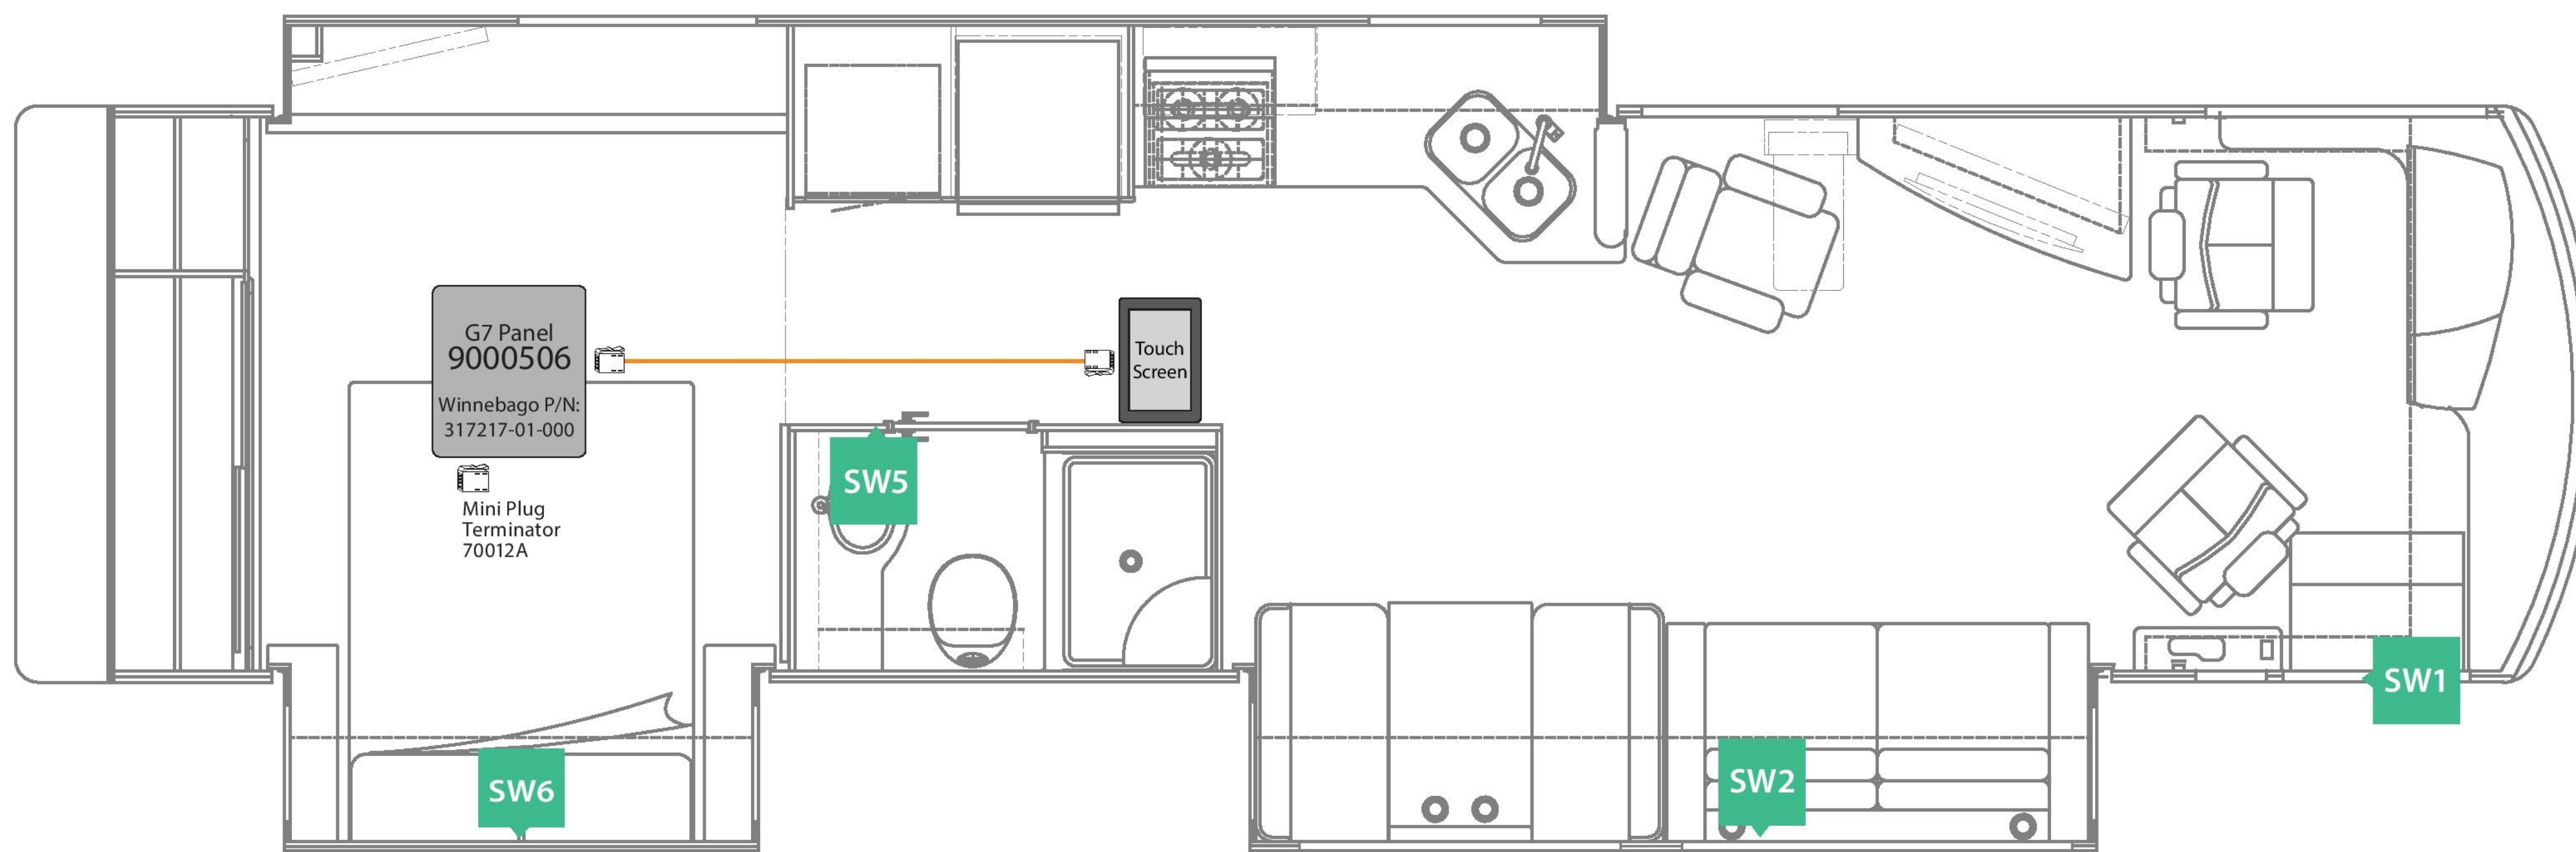 G7 Panel
9000506
Winnebago P/N:
317217-01-000
Mini Plug
Terminator
70012A
Touch
Screen
SW5
SW6
SW2
SW1